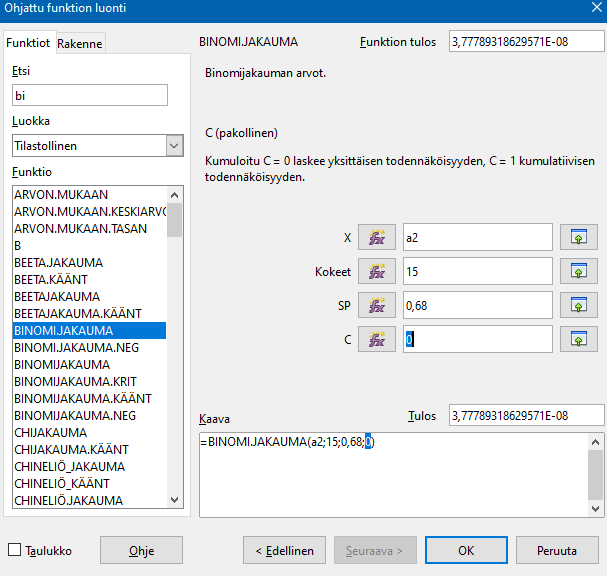 Ohjattu funktion luonti
Funktiot
Rakenne
Etsi
bi
Luokka
Tilastollinen
Funktio
ARVON.MUKAAN
ARVON.MUKAAN.KESKIARVO
ARVON.MUKAAN.TASAN
B
BEETA.JAKAUMA
BEETA.KÄÄNT
BEETAJAKAUMA
BEETAJAKAUMA.KÄÄNT
BINOMI.JAKAUMA
BINOMI.JAKAUMA.NEG
BINOMIJAKAUMA
BINOMIJAKAUMA.KRIT
BINOMIJAKAUMA.KÄÄNT
BINOMIJAKAUMA.NEG
CHIJAKAUMA
CHIJAKAUMA.KÄÄNT
CHINELIÖ_JAKAUMA
CHINELIÖ_KÄÄNT
CHINELIÖ.JAKAUMA
BINOMI.JAKAUMA
Funktion tulos
3,77789318629571E-08
Binomijakauman arvot.
C (pakollinen)
Kumuloitu C = 0 laskee yksittäisen todennäköisyyden, C = 1 kumulatiivisen
todennäköisyyden.
X fx a2
Kokeet fx 15
SP fx 0,68
C fx 0
Kaava
Tulos
3,77789318629571E-08
=BINOMI.JAKAUMA(a2;15;0,68;0)
Taulukko
Ohje
< Edellinen
Seuraava >
OK
Peruuta